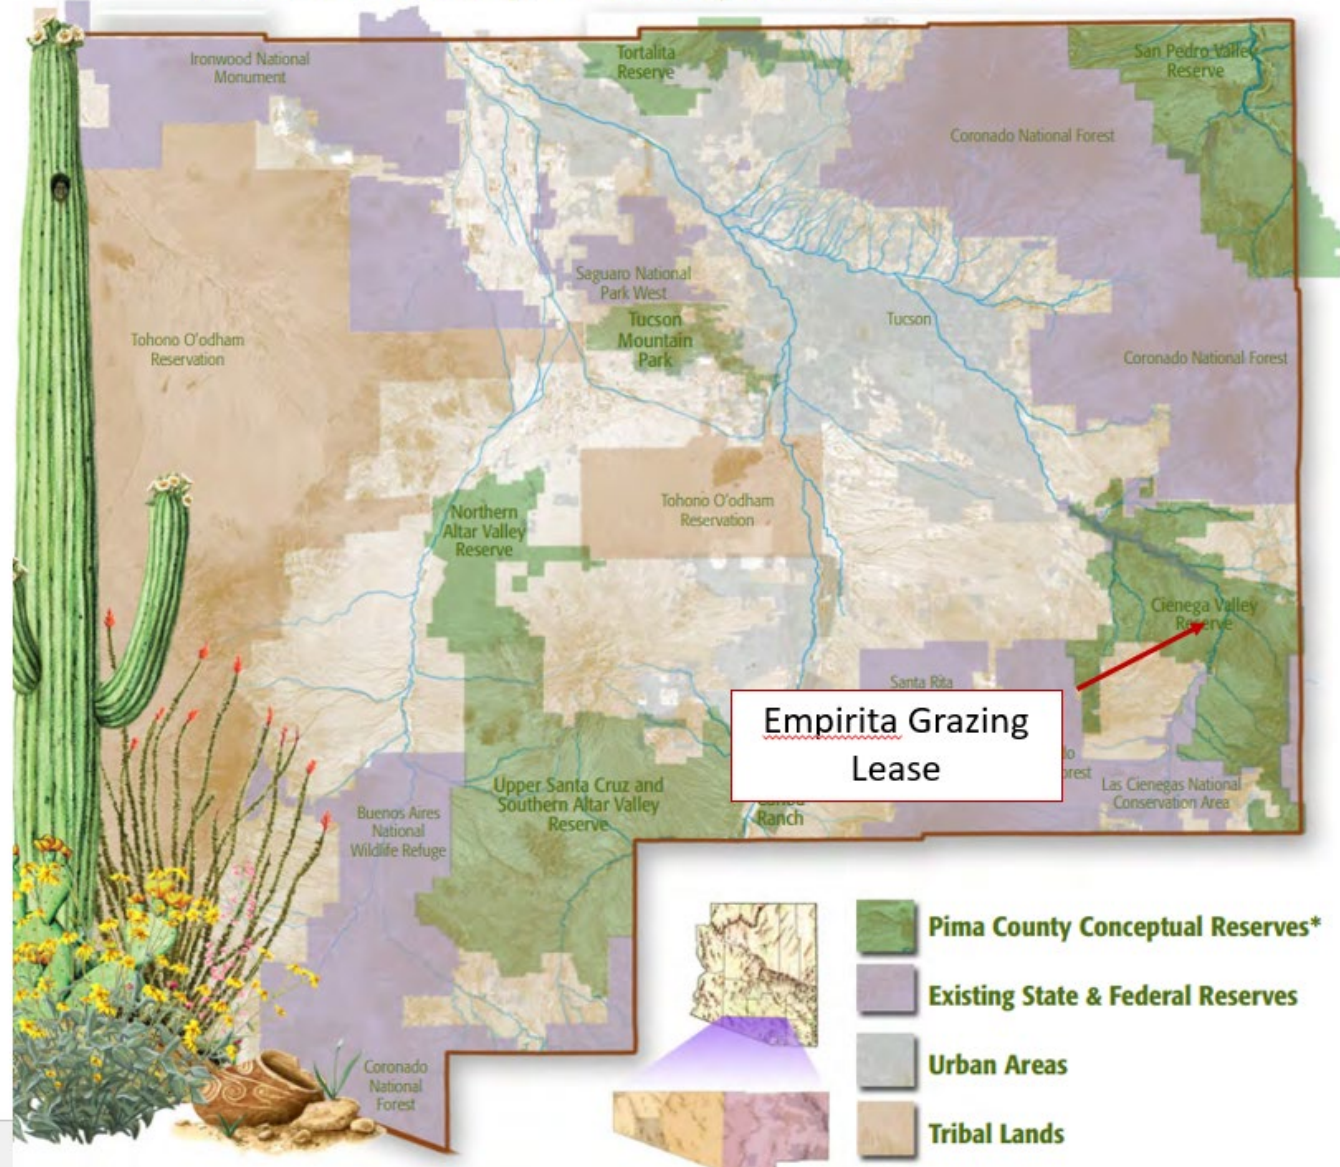 Ironwood National
Monument
Tortalita
Reserve
San Pedro Valley
Reserve
Coronado National Forest
Saguaro National
Park West
Tucson
Mountain
Park
Tucson
Tohono O'odham
Reservation
Coronado National Forest
Northern
Altar Valley
Reserve
Tohono O'odham
Reservation
Cienega Valley
Reserve
Santa Rita
Empirita Grazing
Lease
Upper Santa Cruz and
Southern Altar Valley
Reserve
Ranch
Las Cienegas National
Conservation Area
Buenos Aires
National
Wildlife Refuge
Coronado
National
Forest
Pima County Conceptual Reserves*
Existing State & Federal Reserves
Urban Areas
Tribal Lands